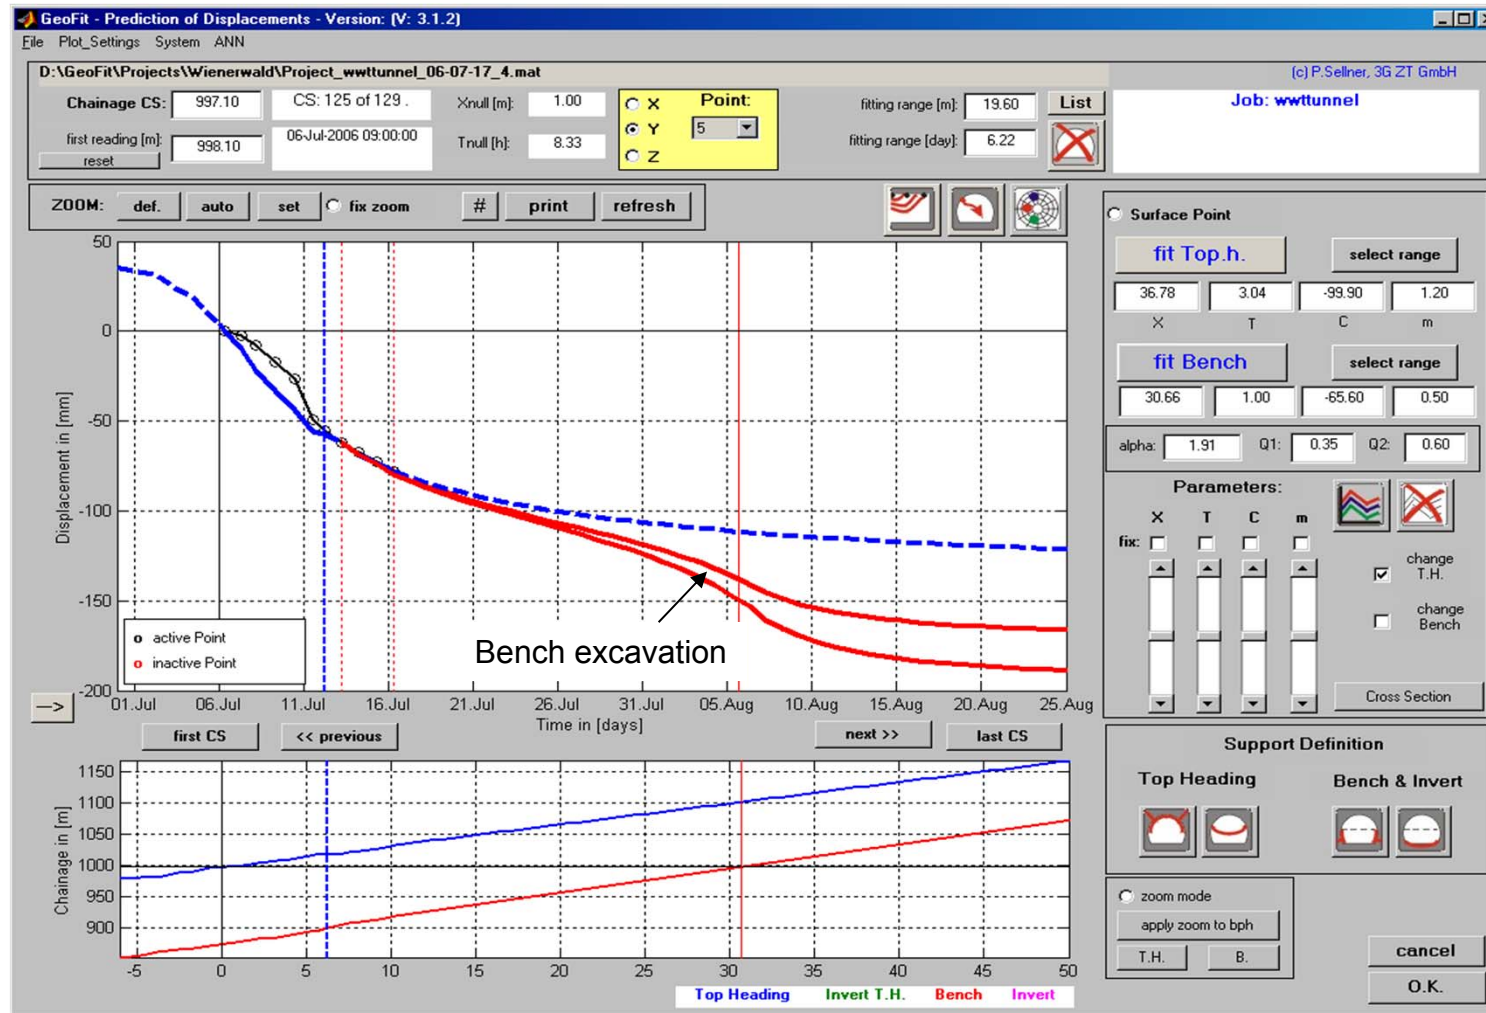 GeoFit - Prediction of Displacements - Version: (V: 3.1.2)
File Plot_Settings System ANN
D:\GeoFit\Projects\Wienerwald\Project_wwttunnel_06-07-17_4.mat
(c) P.Sellner, 3G ZT GmbH
Chainage CS: 997.10 CS: 125 of 129 . Xnull [m]: 1.00 X Point: fitting range [m]: 19.60 List Job: wwttunnel
Y 5
first reading [m]: 998.10 06-Jul-2006 09:00:00 Tnull [h]: 8.33 fitting range [day]: 6.22
reset Z
ZOOM: def. auto set fix zoom # print refresh
Surface Point
fit Top.h. select range
36.78 3.04 -99.90 1.20
X T C m
fit Bench select range
30.66 1.00 -65.60 0.50
alpha: 1.91 Q1: 0.35 Q2: 0.60
Parameters:
X T C m
fix:
change
T.H.
change
Bench
Cross Section
Displacement in [mm]
50
0
-50
-100
-150
-200
active Point
inactive Point
Bench excavation
01.Jul 06.Jul 11.Jul 16.Jul 21.Jul 26.Jul 31.Jul 05.Aug 10.Aug 15.Aug 20.Aug 25.Aug
Time in [days]
-->
first CS << previous next >> last CS
Chainage in [m]
1150
1100
1050
1000
950
900
-5 0 5 10 15 20 25 30 35 40 45 50
Top Heading Invert T.H. Bench Invert
Support Definition
Top Heading Bench & Invert
zoom mode
apply zoom to bph
T.H. B.
cancel
O.K.